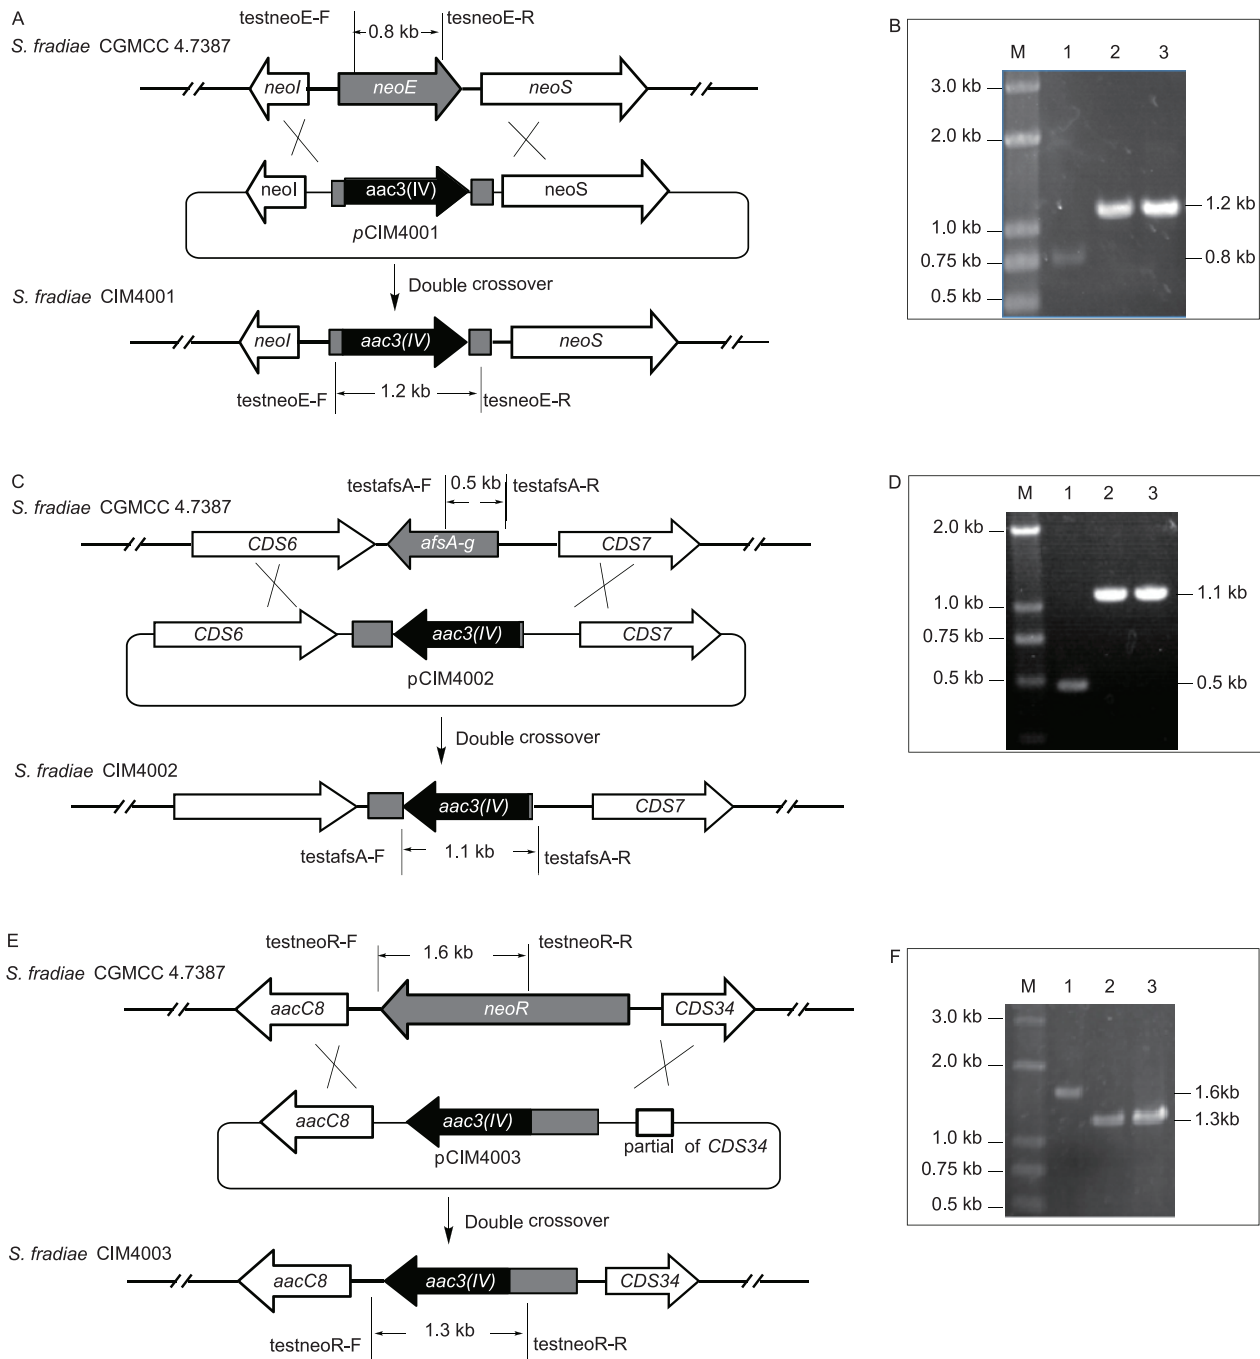 A
testneoE-F
tesneoE-R
S. fradiae CGMCC 4.7387
0.8 kb
neoI
neoE
neoS
neoI
aac3(IV)
neoS
pCIM4001
Double crossover
S. fradiae CIM4001
neoI
aac3(IV)
neoS
testneoE-F
1.2 kb
tesneoE-R
B
M 1 2 3
3.0 kb
2.0 kb
1.2 kb
1.0 kb
0.75 kb
0.8 kb
0.5 kb
C
testafsA-F
0.5 kb
testafsA-R
S. fradiae CGMCC 4.7387
CDS6
afsA-g
CDS7
CDS6
aac3(IV)
CDS7
pCIM4002
Double crossover
S. fradiae CIM4002
aac3(IV)
CDS7
testafsA-F
1.1 kb
testafsA-R
D
M 1 2 3
2.0 kb
1.1 kb
1.0 kb
0.75 kb
0.5 kb
0.5 kb
E
testneoR-F
testneoR-R
1.6 kb
S. fradiae CGMCC 4.7387
aacC8
neoR
CDS34
aacC8
aac3(IV)
partial of CDS34
pCIM4003
Double crossover
S. fradiae CIM4003
aacC8
aac3(IV)
CDS34
testneoR-F
1.3 kb
testneoR-R
F
M 1 2 3
3.0 kb
2.0 kb
1.6kb
1.3kb
1.0 kb
0.75 kb
0.5 kb